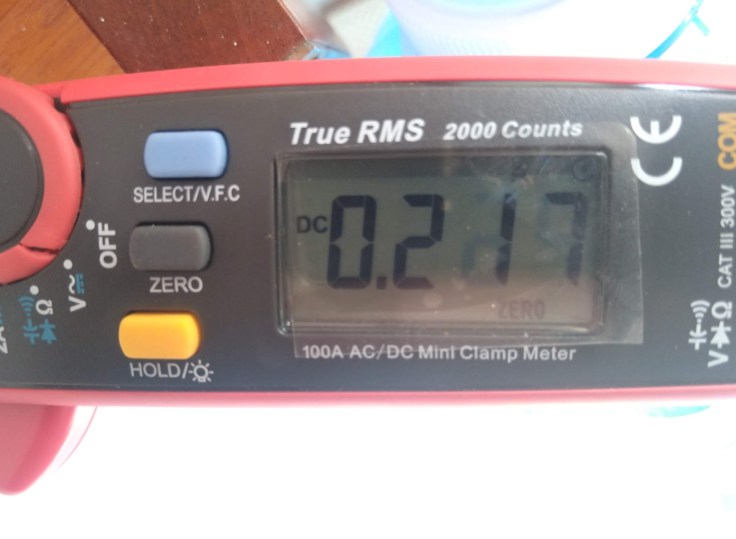 True RMS 2000 Counts
SELECT/V.F.C
DC 0.217
ZERO
OFF
ZERO
HOLD/
100A AC/DC Mini Clamp Meter
V
Ω
2A
COM
CAT III 300V
V Ω
CE